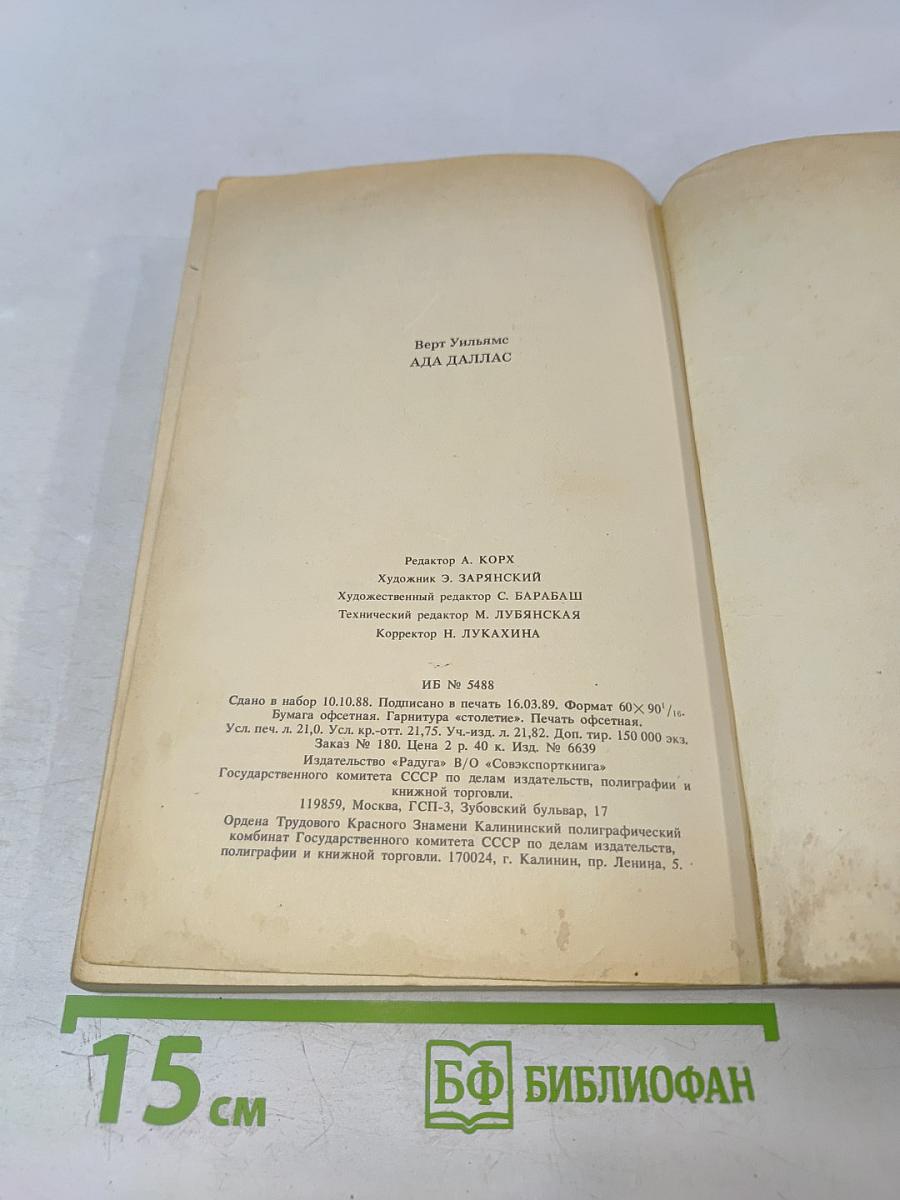 Верт Уильямс
АДА ДАЛЛАС
Редактор А. КОРХ
Художник Э. ЗАРЯНСКИЙ
Художественный редактор С. БАРАБАШ
Технический редактор М. ЛУБЯНСКАЯ
Корректор Н. ЛУКАХИНА
ИБ № 5488
Сдано в набор 10.10.88. Подписано в печать 16.03.89. Формат 60×90¹/₁₆.
Бумага офсетная. Гарнитура «столетие». Печать офсетная.
Усл. печ. л. 21,0. Усл. кр.-отт. 21,75. Уч.-изд. л. 21,82. Доп. тир. 150 000 экз.
Заказ № 180. Цена 2 р. 40 к. Изд. № 6639
Издательство «Радуга» В/О «Совэкспорткнига»
Государственного комитета СССР по делам издательств, полиграфии и
книжной торговли.
119859, Москва, ГСП-3, Зубовский бульвар, 17
Ордена Трудового Красного Знамени Калининский полиграфический
комбинат Государственного комитета СССР по делам издательств,
полиграфии и книжной торговли. 170024, г. Калинин, пр. Ленина, 5.
15 см
БФ БИБЛИОФАН